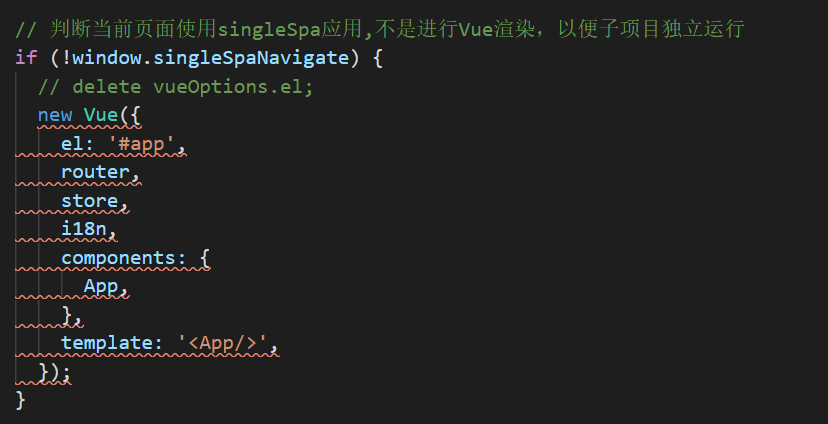 // 判断当前页面使用singleSpa应用,不是进行Vue渲染，以便子项目独立运行
if (!window.singleSpaNavigate) {
  // delete vueOptions.el;
  new Vue({
    el: '#app',
    router,
    store,
    i18n,
    components: {
      App,
    },
    template: '<App/>',
  });
}